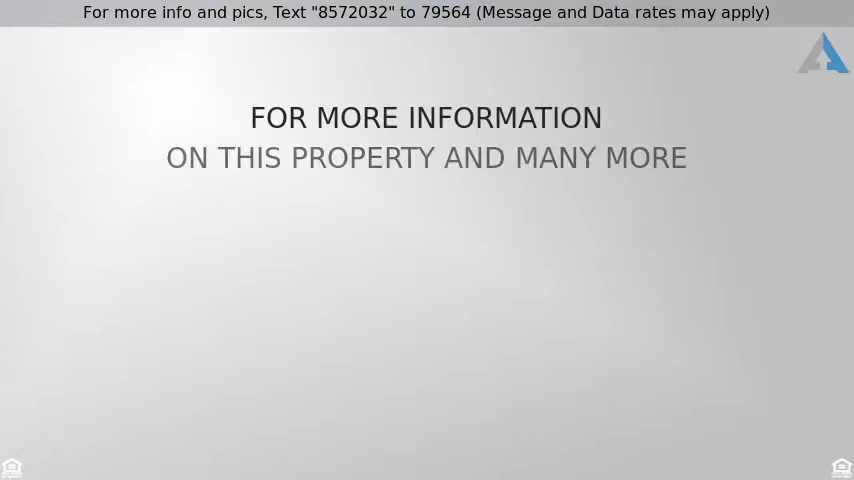 For more info and pics, Text "8572032" to 79564 (Message and Data rates may apply)
FOR MORE INFORMATION
ON THIS PROPERTY AND MANY MORE